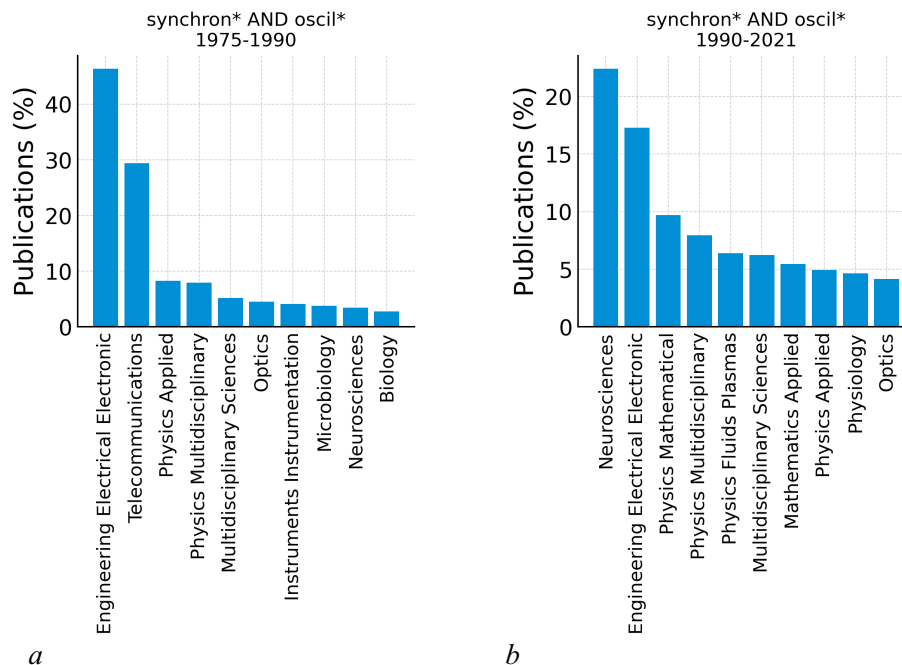 synchron* AND oscil*
1975-1990
Publications (%)
40
30
20
10
0
Engineering Electrical Electronic
Telecommunications
Physics Applied
Physics Multidisciplinary
Multidisciplinary Sciences
Optics
Instruments Instrumentation
Microbiology
Neurosciences
Biology
a
synchron* AND oscil*
1990-2021
Publications (%)
20
15
10
5
0
Neurosciences
Engineering Electrical Electronic
Physics Mathematical
Physics Multidisciplinary
Physics Fluids Plasmas
Multidisciplinary Sciences
Mathematics Applied
Physics Applied
Physiology
Optics
b